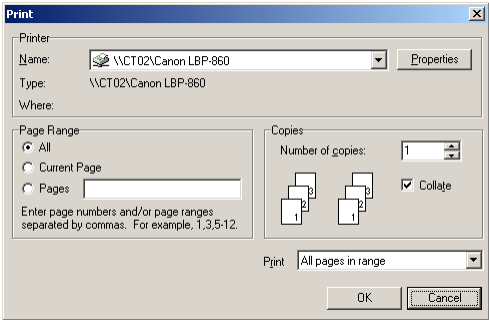 Print
Printer
Name: \\CT02\Canon LBP-860 Properties
Type: \\CT02\Canon LBP-860
Where:
Page Range
All
Current Page
Pages
Enter page numbers and/or page ranges
separated by commas. For example, 1,3,5-12.
Copies
Number of copies: 1
1 2 3 1 2 3
Collate
Print All pages in range
OK Cancel